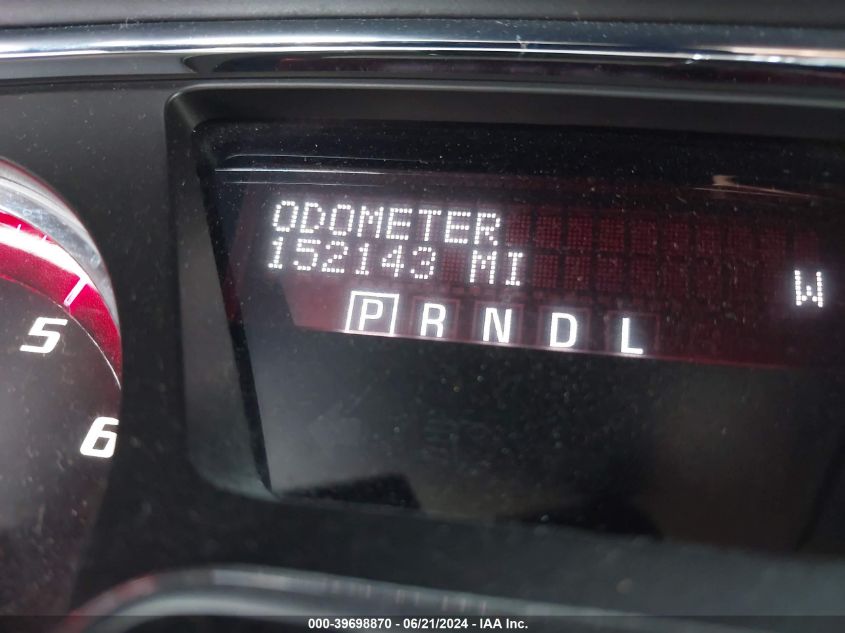 ODOMETER
152143 MI
W
P R N D L
5
6
000-39698870 / 06/21/2024 - IAA Inc.